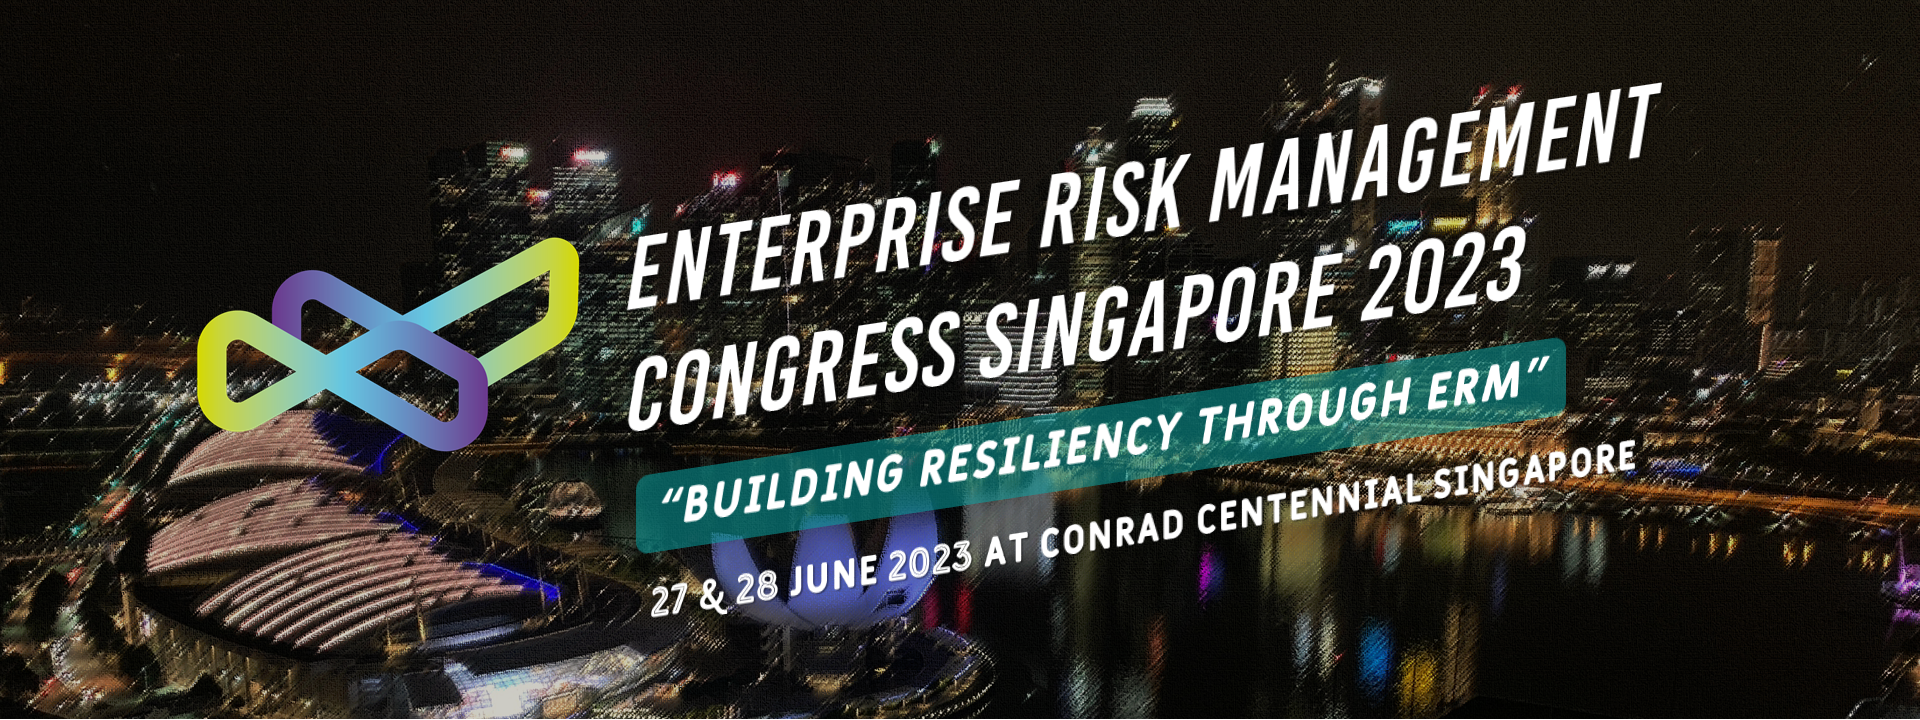 ENTERPRISE RISK MANAGEMENT
CONGRESS SINGAPORE 2023
“BUILDING RESILIENCY THROUGH ERM”
27 & 28 JUNE 2023 AT CONRAD CENTENNIAL SINGAPORE